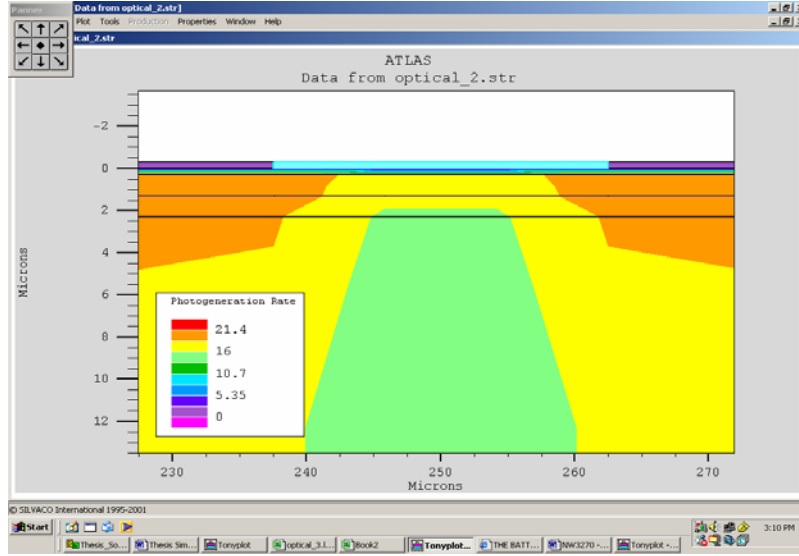 Panner
Data from optical_2.str]
Plot Tools Production Properties Window Help
ical_2.str
ATLAS
Data from optical_2.str
-2
0
2
4
6
8
10
12
Microns
Photogeneration Rate
21.4
16
10.7
5.35
0
230 240 250 260 270
Microns
© SILVACO International 1995-2001
Start
Thesis_So... Thesis Sim... Tonyplot optical_3.l... Book2 Tonyplot... THE BATT... NW3270 -... Tonyplot -...
3:10 PM